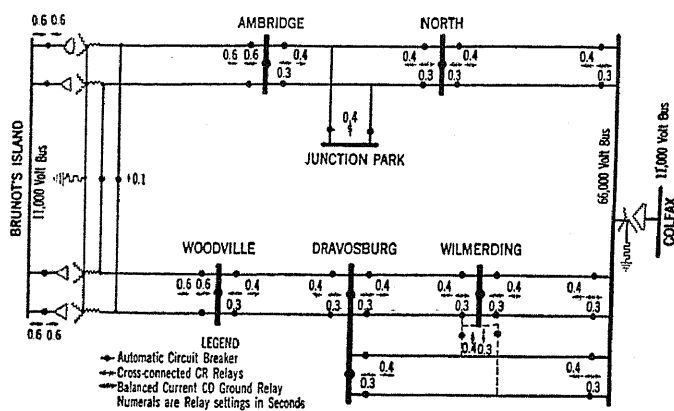 AMBRIDGE
NORTH
0.6 0.6
0.6 0.6 0.4
0.3
0.4 0.4
0.3 0.3
0.4
0.3
0.4
JUNCTION PARK
BRUNOT'S ISLAND
11,000 Volt Bus
+0.1
66,000 Volt Bus
11,000 Volt Bus
COLFAX
WOODVILLE
DRAVOSBURG
WILMERDING
0.6 0.6 0.4
0.3
0.4 0.4
0.3 0.3
0.4 0.4
0.3 0.3
0.4
0.3
0.6 0.6
0.4 0.3
0.4
0.3
0.4
0.3
LEGEND
Automatic Circuit Breaker
Cross-connected CR Relays
Balanced Current CD Ground Relay
Numerals are Relay settings in Seconds